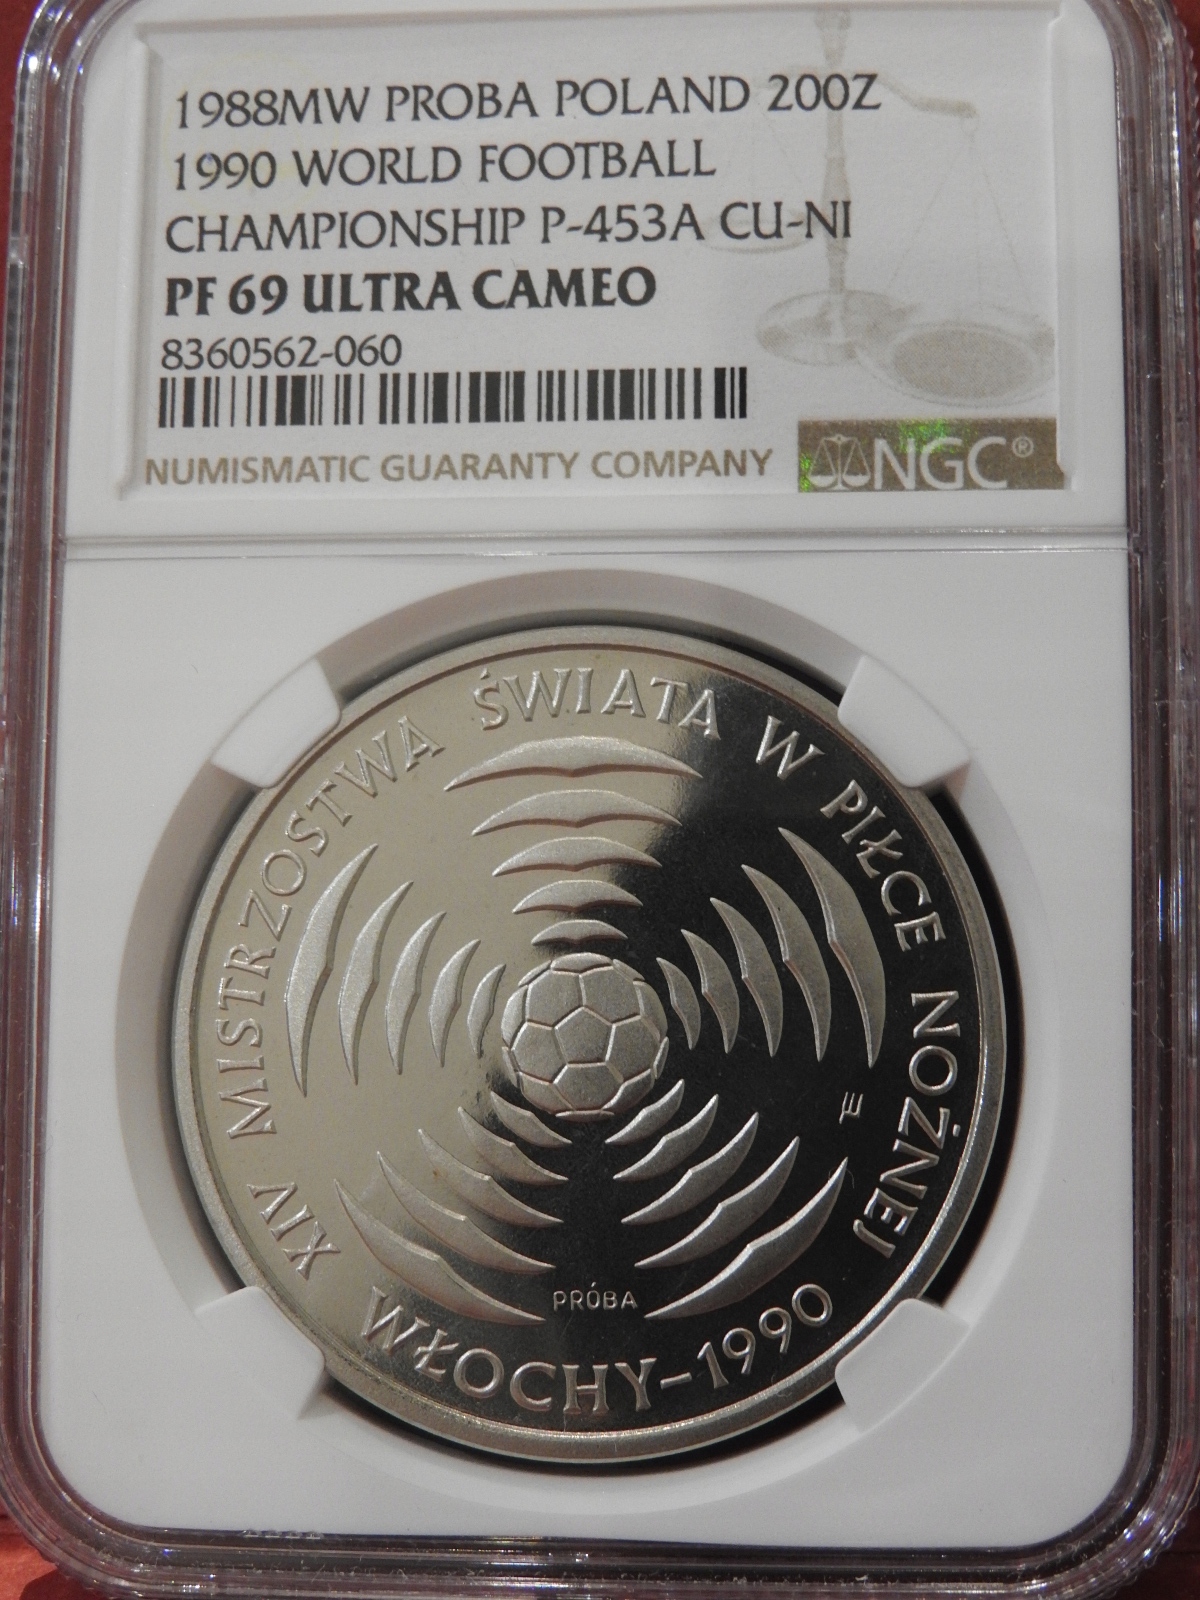 1988MW PROBA POLAND 200Z
1990 WORLD FOOTBALL
CHAMPIONSHIP P-453A CU-NI
PF 69 ULTRA CAMEO
8360562-060
NUMISMATIC GUARANTY COMPANY
NGC®
XIV MISTRZOSTWA ŚWIATA W PIŁCE NOŻNEJ
PRÓBA
WŁOCHY-1990